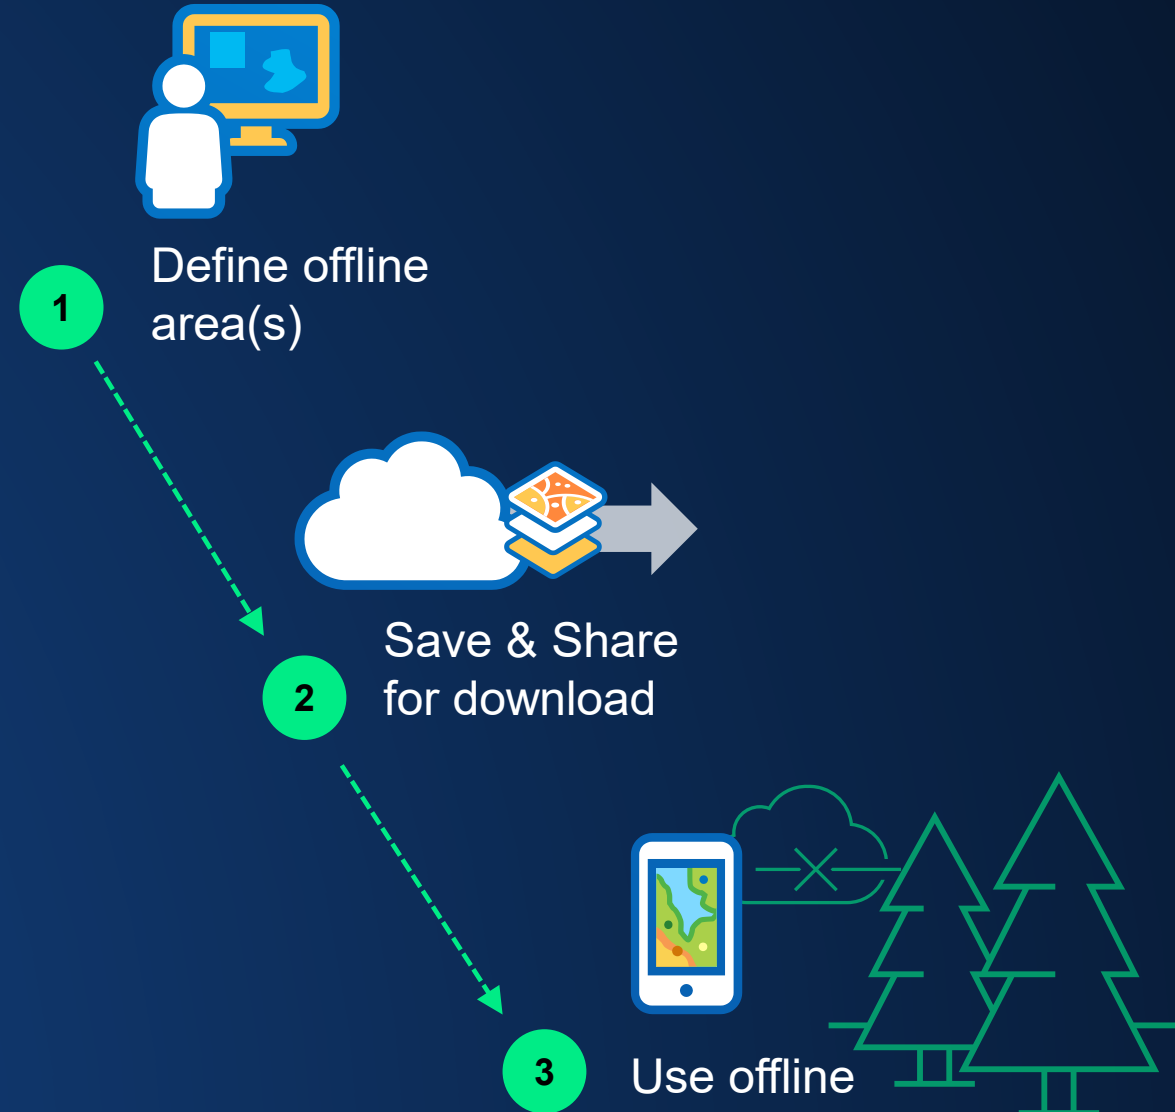 1
Define offline
area(s)
2
Save & Share
for download
3
Use offline